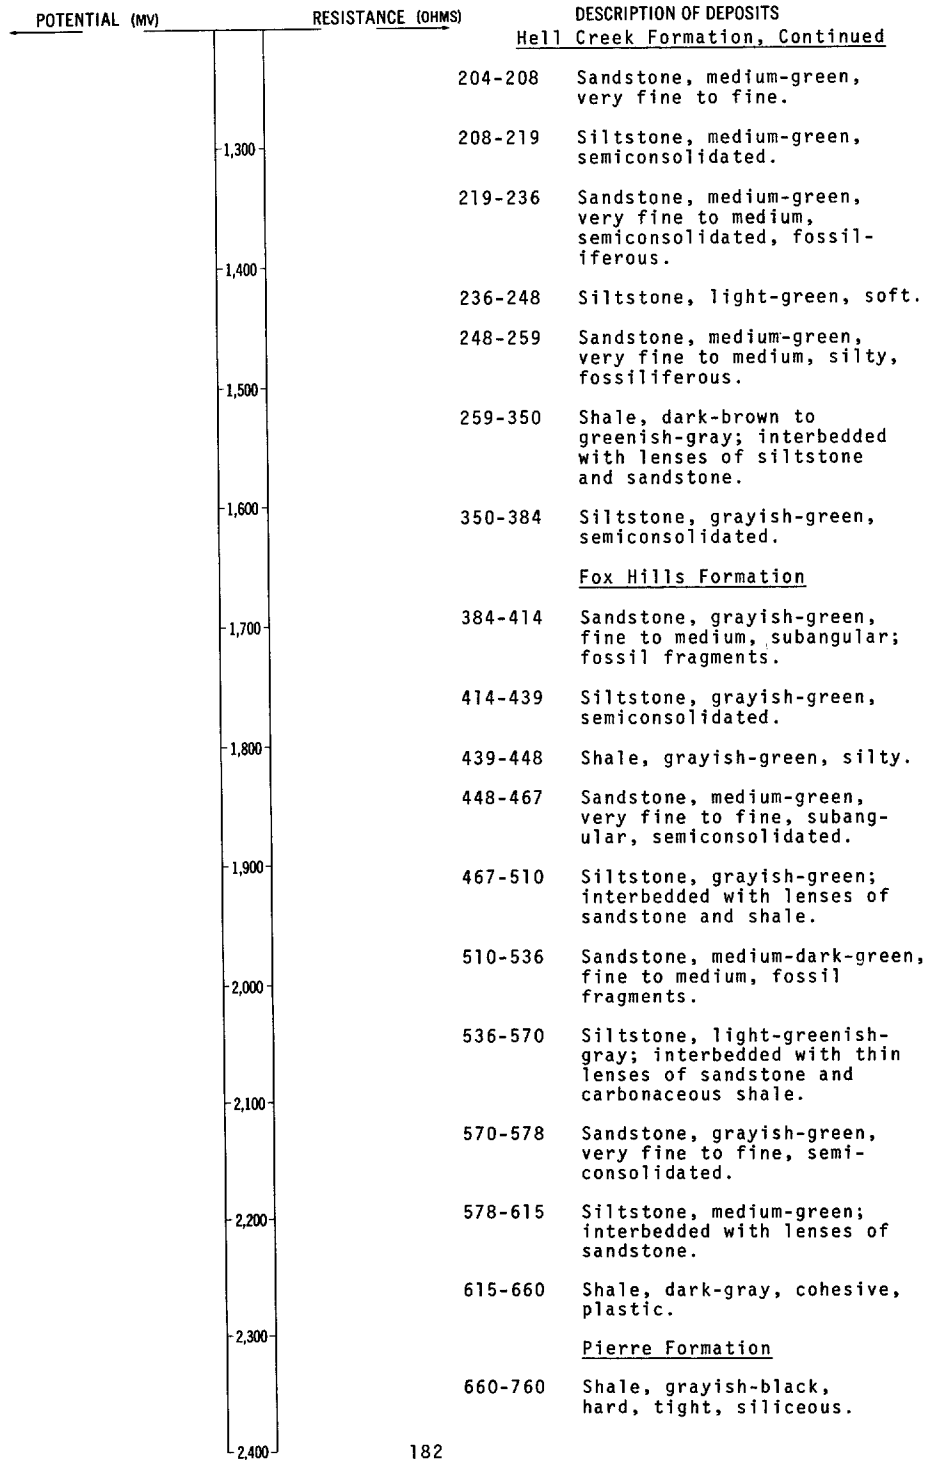 POTENTIAL (MV) RESISTANCE (OHMS) DESCRIPTION OF DEPOSITS
Hell Creek Formation, Continued
204-208 Sandstone, medium-green,
very fine to fine.
208-219 Siltstone, medium-green,
1,300
semiconsolidated.
219-236 Sandstone, medium-green,
very fine to medium,
semiconsolidated, fossil-
iferous.
1,400
236-248 Siltstone, light-green, soft.
248-259 Sandstone, medium-green,
very fine to medium, silty,
fossiliferous.
1,500
259-350 Shale, dark-brown to
greenish-gray; interbedded
with lenses of siltstone
and sandstone.
1,600
350-384 Siltstone, grayish-green,
semiconsolidated.
Fox Hills Formation
384-414 Sandstone, grayish-green,
1,700
fine to medium, subangular;
fossil fragments.
414-439 Siltstone, grayish-green,
semiconsolidated.
1,800
439-448 Shale, grayish-green, silty.
448-467 Sandstone, medium-green,
very fine to fine, subang-
ular, semiconsolidated.
1,900
467-510 Siltstone, grayish-green;
interbedded with lenses of
sandstone and shale.
510-536 Sandstone, medium-dark-green,
fine to medium, fossil
2,000
fragments.
536-570 Siltstone, light-greenish-
gray; interbedded with thin
lenses of sandstone and
carbonaceous shale.
2,100
570-578 Sandstone, grayish-green,
very fine to fine, semi-
consolidated.
578-615 Siltstone, medium-green;
2,200
interbedded with lenses of
sandstone.
615-660 Shale, dark-gray, cohesive,
plastic.
2,300
Pierre Formation
660-760 Shale, grayish-black,
hard, tight, siliceous.
2,400
182